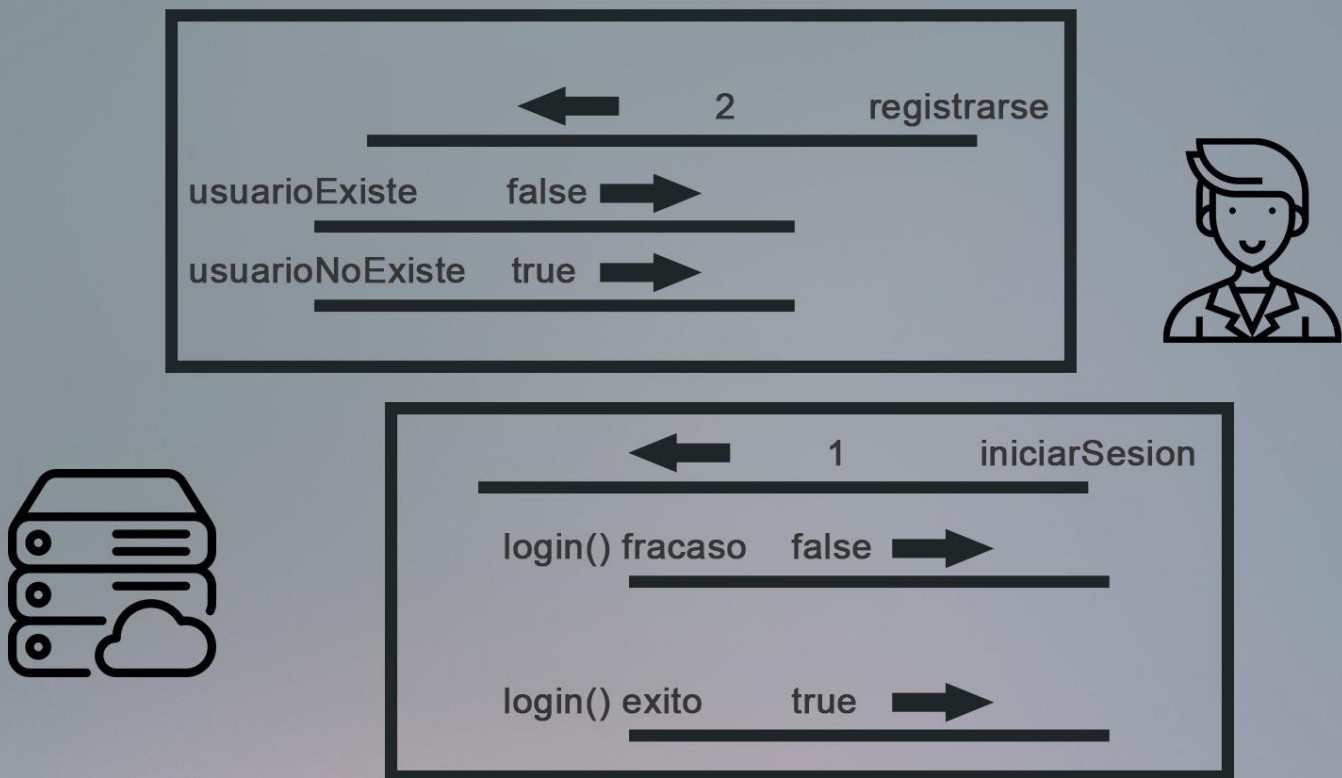 2 registrarse
usuarioExiste false
usuarioNoExiste true
1 iniciarSesion
login() fracaso false
login() exito true